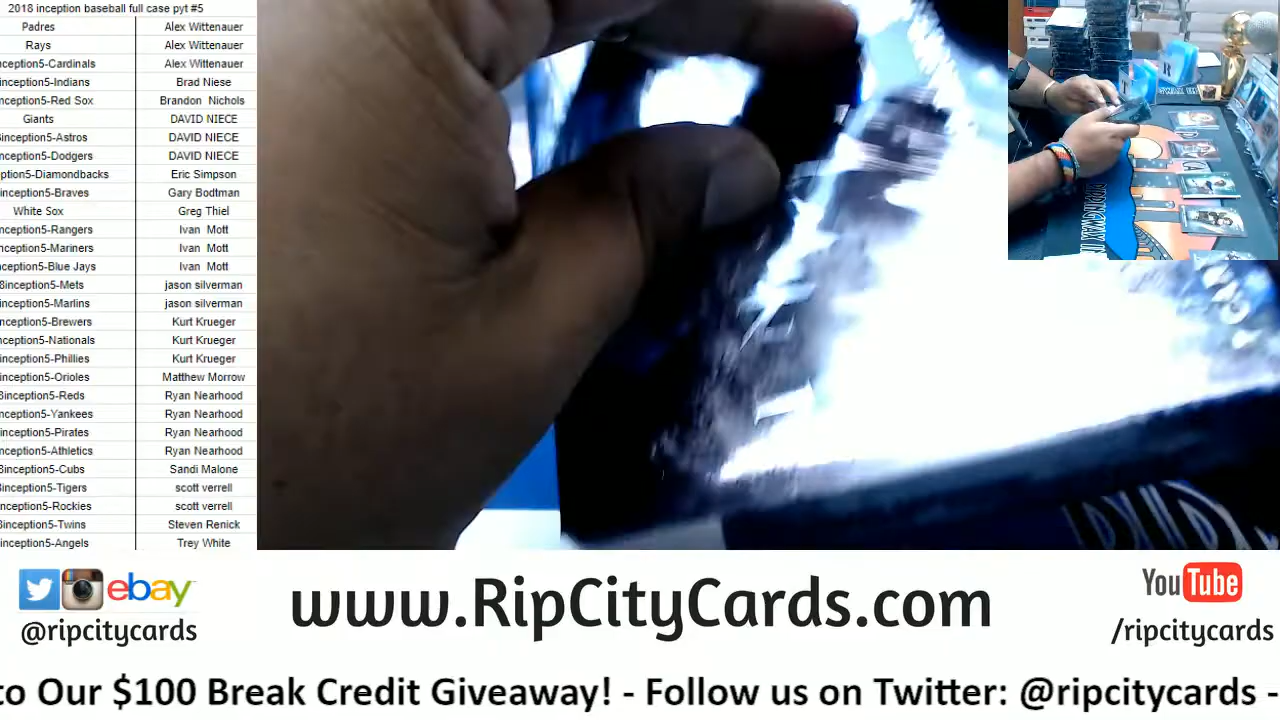 2018 inception baseball full case pyt #5
Padres Alex Wittenauer
Rays Alex Wittenauer
nception5-Cardinals Alex Wittenauer
inception5-Indians Brad Niese
nception5-Red Sox Brandon Nichols
Giants DAVID NIECE
8inception5-Astros DAVID NIECE
nception5-Dodgers DAVID NIECE
ption5-Diamondbacks Eric Simpson
nception5-Braves Gary Bodtman
White Sox Greg Thiel
nception5-Rangers Ivan Mott
nception5-Mariners Ivan Mott
nception5-Blue Jays Ivan Mott
8inception5-Mets jason silverman
inception5-Marlins jason silverman
nception5-Brewers Kurt Krueger
nception5-Nationals Kurt Krueger
inception5-Phillies Kurt Krueger
inception5-Orioles Matthew Morrow
8inception5-Reds Ryan Nearhood
nception5-Yankees Ryan Nearhood
inception5-Pirates Ryan Nearhood
nception5-Athletics Ryan Nearhood
8inception5-Cubs Sandi Malone
8inception5-Tigers scott verrell
inception5-Rockies scott verrell
8inception5-Twins Steven Renick
inception5-Angels Trey White
ebay
@ripcitycards
www.RipCityCards.com
YouTube
/ripcitycards
to Our $100 Break Credit Giveaway! - Follow us on Twitter: @ripcitycards -